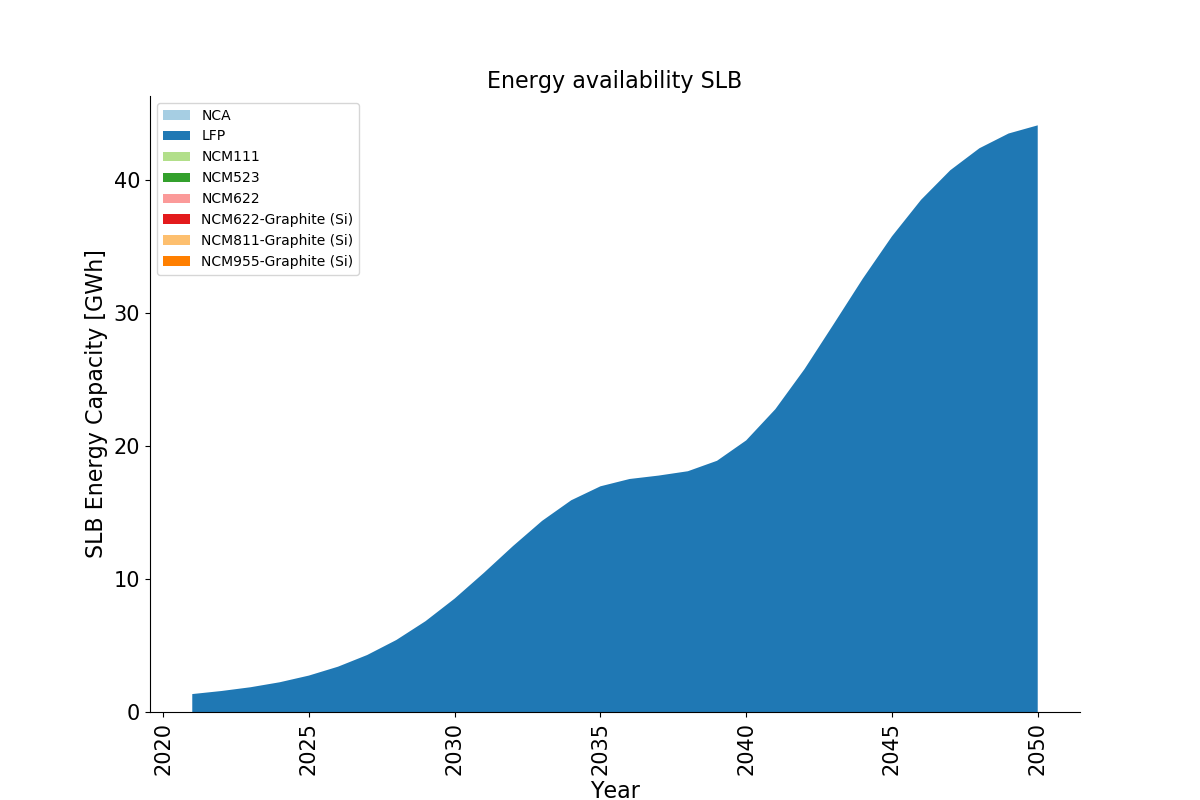 Energy availability SLB
NCA
LFP
NCM111
NCM523
NCM622
NCM622-Graphite (Si)
NCM811-Graphite (Si)
NCM955-Graphite (Si)
SLB Energy Capacity [GWh]
40
30
20
10
0
2020
2025
2030
2035
2040
2045
2050
Year